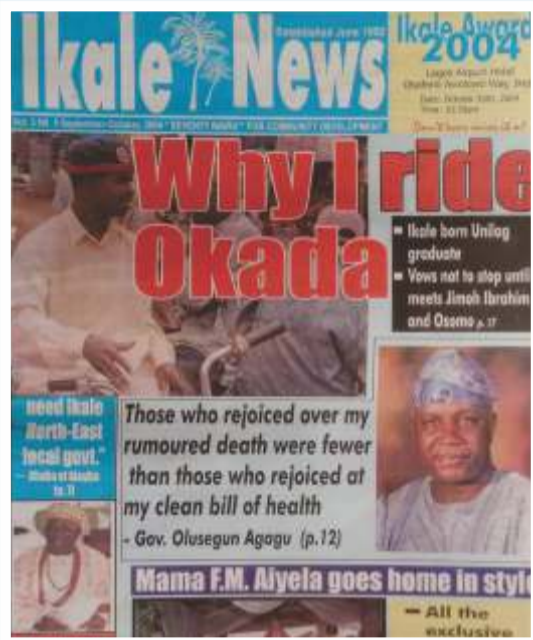 Ikale News
Established June 1992
Ikale Award
2004
Lagos Airport Hotel
Why I ride
Okada
Ikale born Unilag
graduate
Vows not to stop until
meets Jimoh Ibrahim
and Osomo p. 17
need Ikale
North-East
local govt."
Those who rejoiced over my
rumoured death were fewer
than those who rejoiced at
my clean bill of health
- Gov. Olusegun Agagu (p.12)
Mama F.M. Aiyela goes home in style
– All the
exclusive